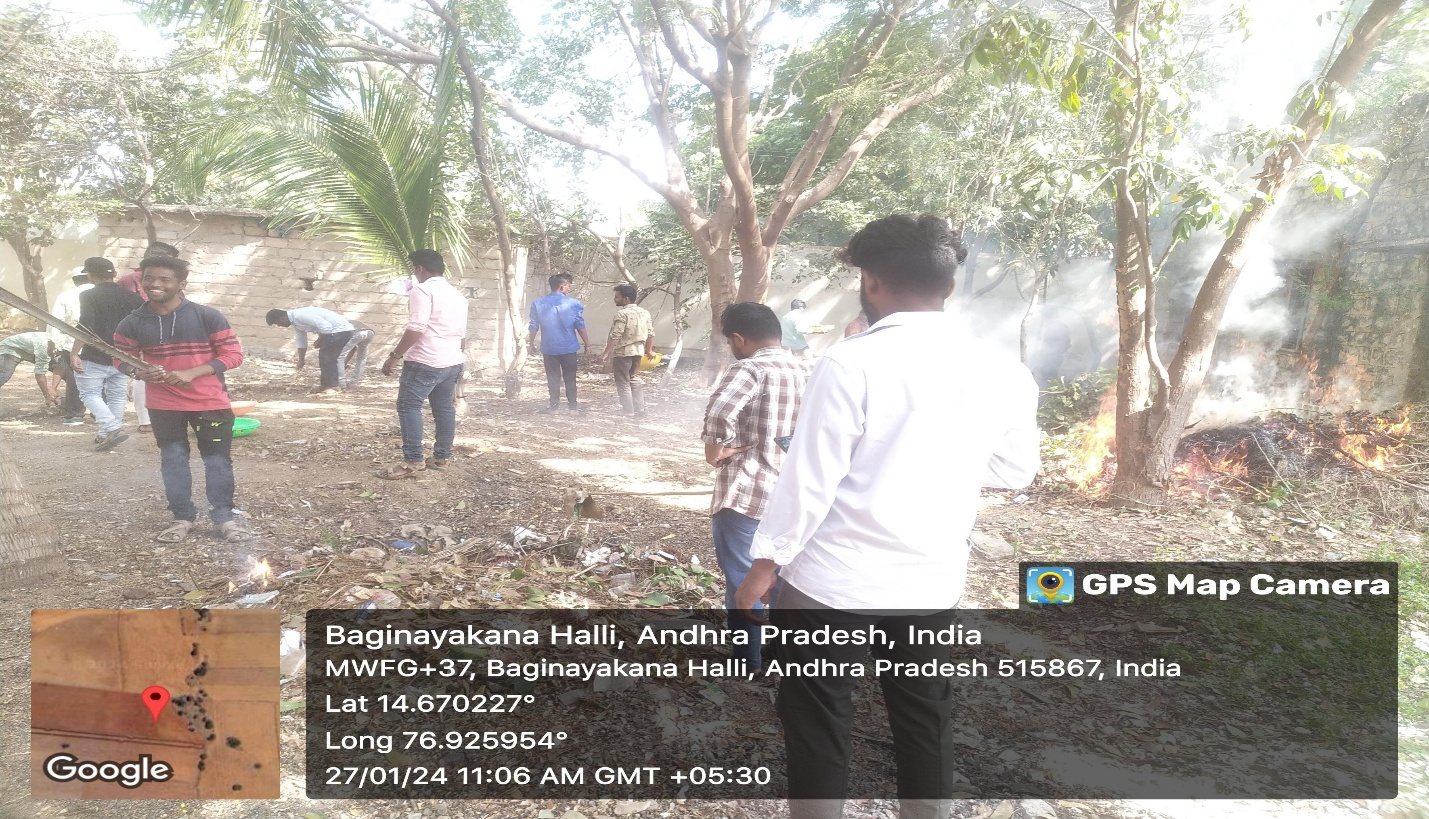 GPS Map Camera
Baginayakana Halli, Andhra Pradesh, India
MWFG+37, Baginayakana Halli, Andhra Pradesh 515867, India
Lat 14.670227°
Long 76.925954°
27/01/24 11:06 AM GMT +05:30
Google